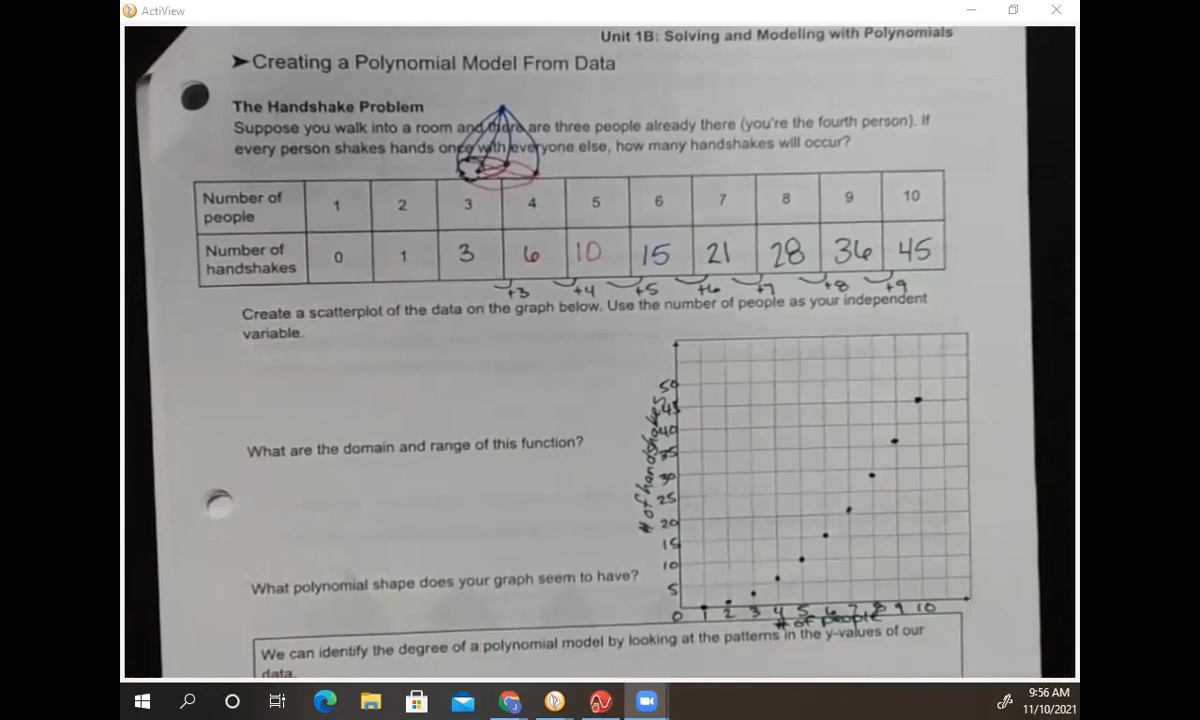 ActiView
Unit 1B: Solving and Modeling with Polynomials
➤Creating a Polynomial Model From Data
The Handshake Problem
Suppose you walk into a room and there are three people already there (you're the fourth person). If
every person shakes hands once with everyone else, how many handshakes will occur?
Number of people 1 2 3 4 5 6 7 8 9 10
Number of handshakes 0 1 3 6 10 15 21 28 36 45
+3 +4 +5 +6 +7 +8 +9
Create a scatterplot of the data on the graph below. Use the number of people as your independent
variable.
What are the domain and range of this function?
What polynomial shape does your graph seem to have?
# of handshakes
50
45
40
35
30
25
20
15
10
5
0 1 2 3 4 5 6 7 8 9 10
# of people
We can identify the degree of a polynomial model by looking at the patterns in the y-values of our
data.
9:56 AM
11/10/2021